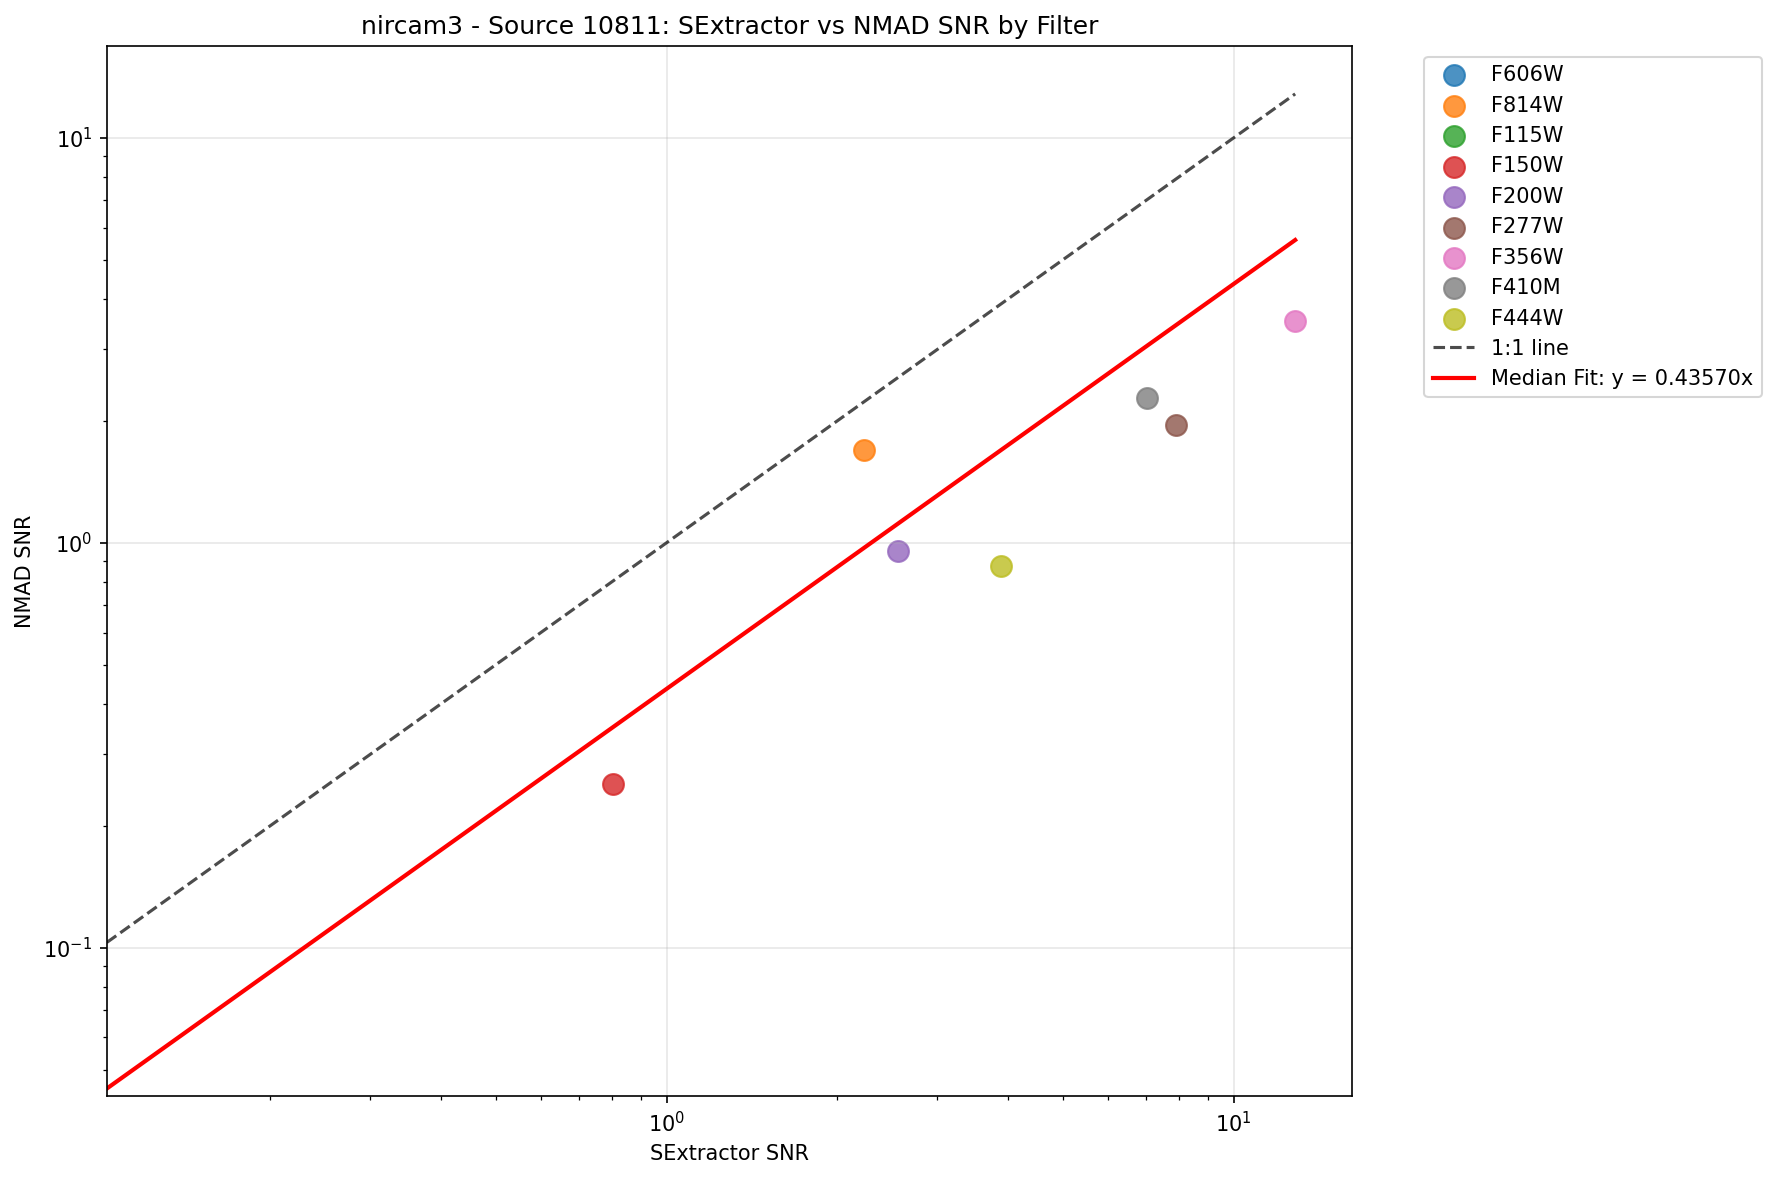 nircam3 - Source 10811: SExtractor vs NMAD SNR by Filter
F606W
F814W
F115W
F150W
F200W
F277W
F356W
F410M
F444W
1:1 line
Median Fit: y = 0.43570x
NMAD SNR
10¹
10⁰
10⁻¹
10⁰
10¹
SExtractor SNR